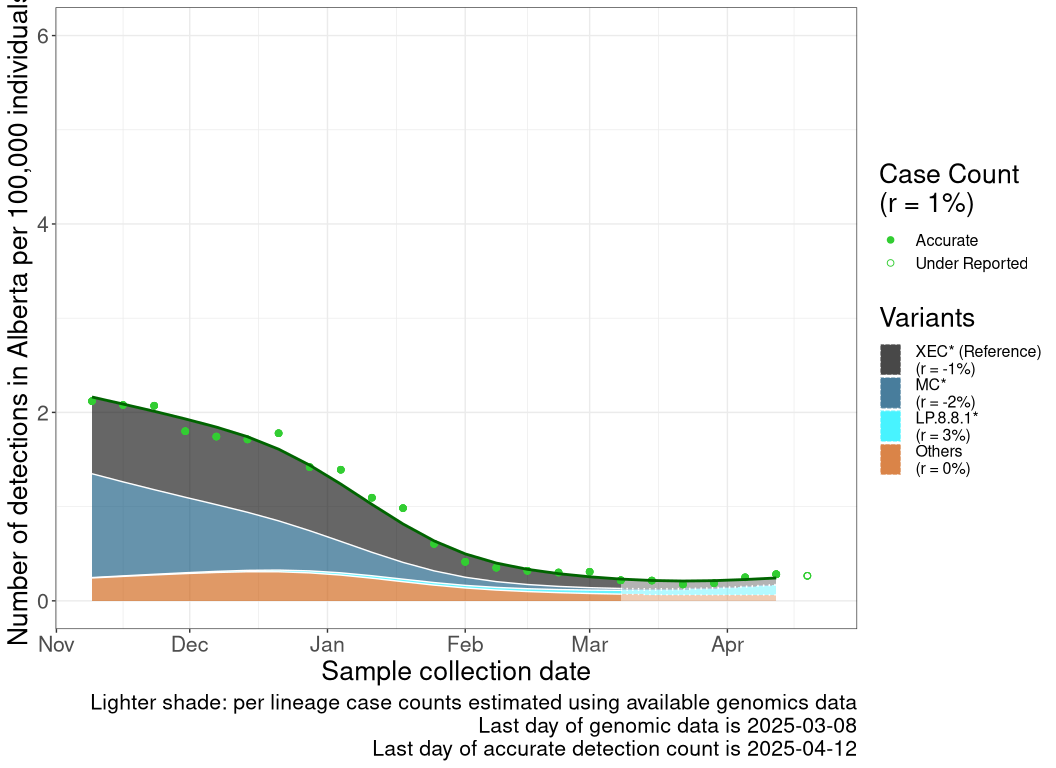 Number of detections in Alberta per 100,000 individuals
6
4
2
0
Nov
Dec
Jan
Feb
Mar
Apr
Sample collection date
Lighter shade: per lineage case counts estimated using available genomics data
Last day of genomic data is 2025-03-08
Last day of accurate detection count is 2025-04-12
Case Count
(r = 1%)
Accurate
Under Reported
Variants
XEC* (Reference)
(r = -1%)
MC*
(r = -2%)
LP.8.8.1*
(r = 3%)
Others
(r = 0%)